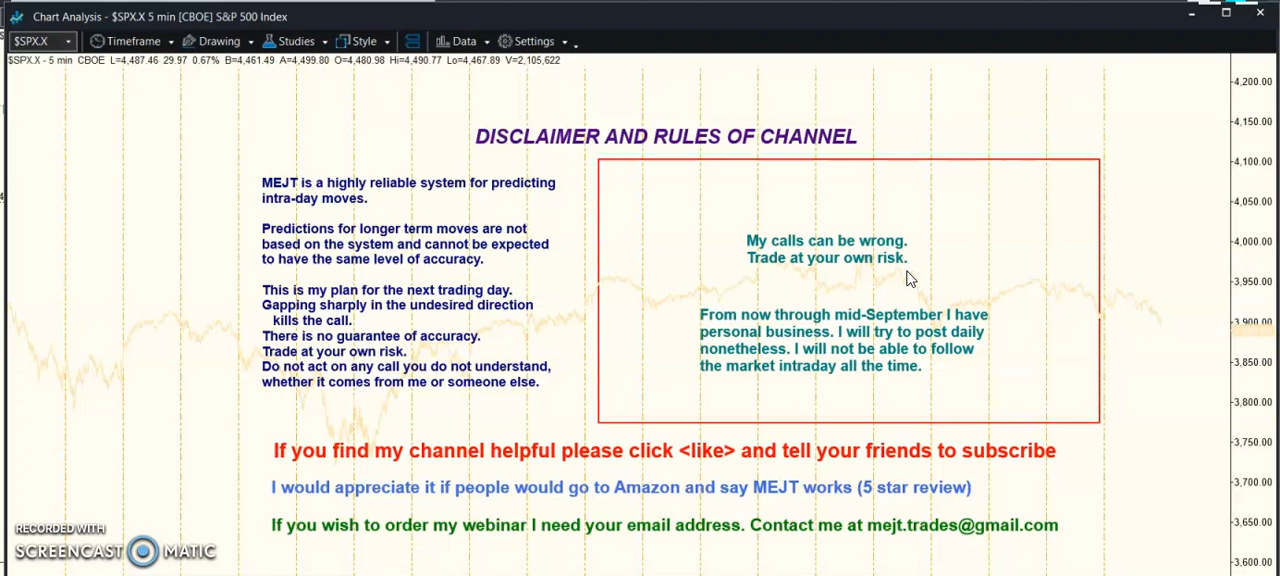 Chart Analysis - $SPX.X 5 min [CBOE] S&P 500 Index
$SPX.X Timeframe Drawing Studies Style Data Settings
$SPX.X - 5 min CBOE L=4,487.46 29.97 0.67% B=4,461.49 A=4,499.80 O=4,480.98 Hi=4,490.77 Lo=4,467.89 V=2,105,622
4,200.00
4,150.00
4,100.00
4,050.00
4,000.00
3,950.00
3,900.00
3,850.00
3,800.00
3,750.00
3,700.00
3,650.00
3,600.00
DISCLAIMER AND RULES OF CHANNEL
MEJT is a highly reliable system for predicting
intra-day moves.
Predictions for longer term moves are not
based on the system and cannot be expected
to have the same level of accuracy.
This is my plan for the next trading day.
Gapping sharply in the undesired direction
kills the call.
There is no guarantee of accuracy.
Trade at your own risk.
Do not act on any call you do not understand,
whether it comes from me or someone else.
My calls can be wrong.
Trade at your own risk.
From now through mid-September I have
personal business. I will try to post daily
nonetheless. I will not be able to follow
the market intraday all the time.
If you find my channel helpful please click <like> and tell your friends to subscribe
I would appreciate it if people would go to Amazon and say MEJT works (5 star review)
If you wish to order my webinar I need your email address. Contact me at mejt.trades@gmail.com
RECORDED WITH
SCREENCAST MATIC